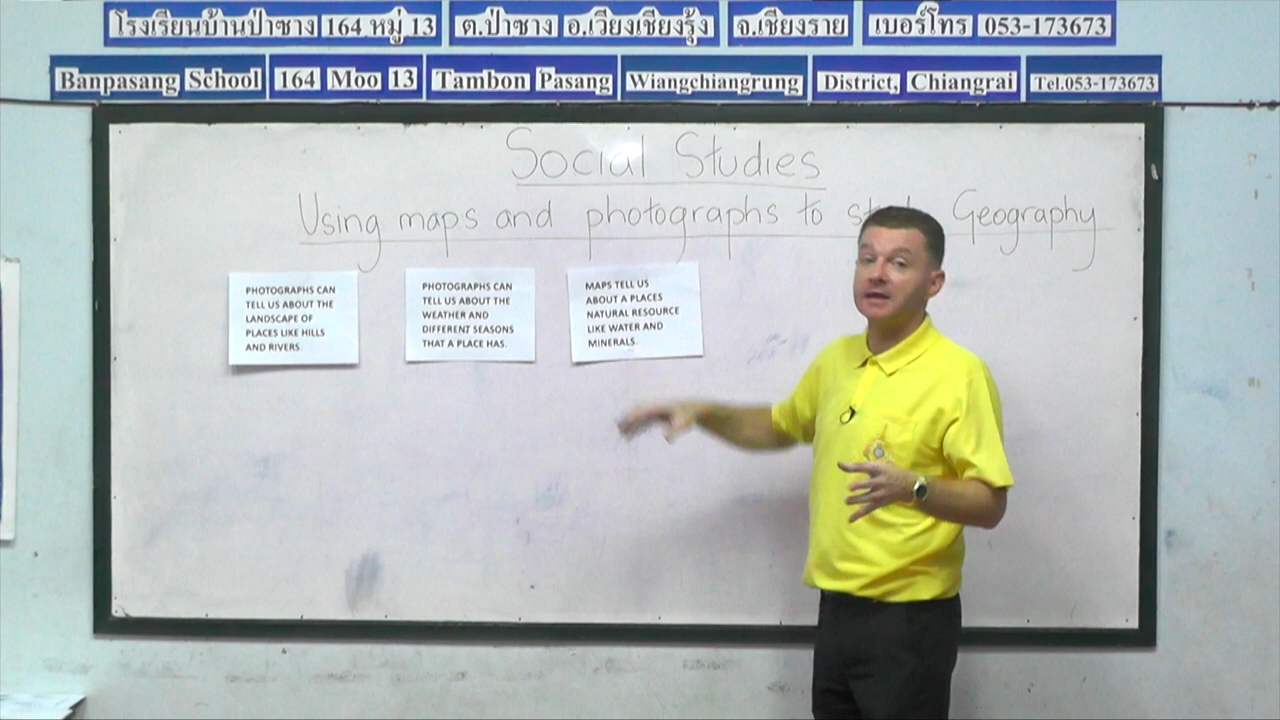 โรงเรียนบ้านป่าซาง 164 หมู่ 13 ต.ป่าซาง อ.เวียงเชียงรุ้ง จ.เชียงราย เบอร์โทร 053-173673
Banpasang School 164 Moo 13 Tambon Pasang Wiangchiangrung District, Chiangrai Tel.053-173673
Social Studies
Using maps and photographs to Geography
PHOTOGRAPHS CAN
TELL US ABOUT THE
LANDSCAPE OF
PLACES LIKE HILLS
AND RIVERS.
PHOTOGRAPHS CAN
TELL US ABOUT THE
WEATHER AND
DIFFERENT SEASONS
THAT A PLACE HAS.
MAPS TELL US
ABOUT A PLACES
NATURAL RESOURCE
LIKE WATER AND
MINERALS.